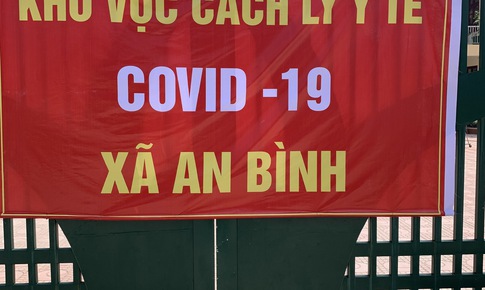 KHU VỰC CÁCH LY Y TẾ
COVID -19
XÃ AN BÌNH